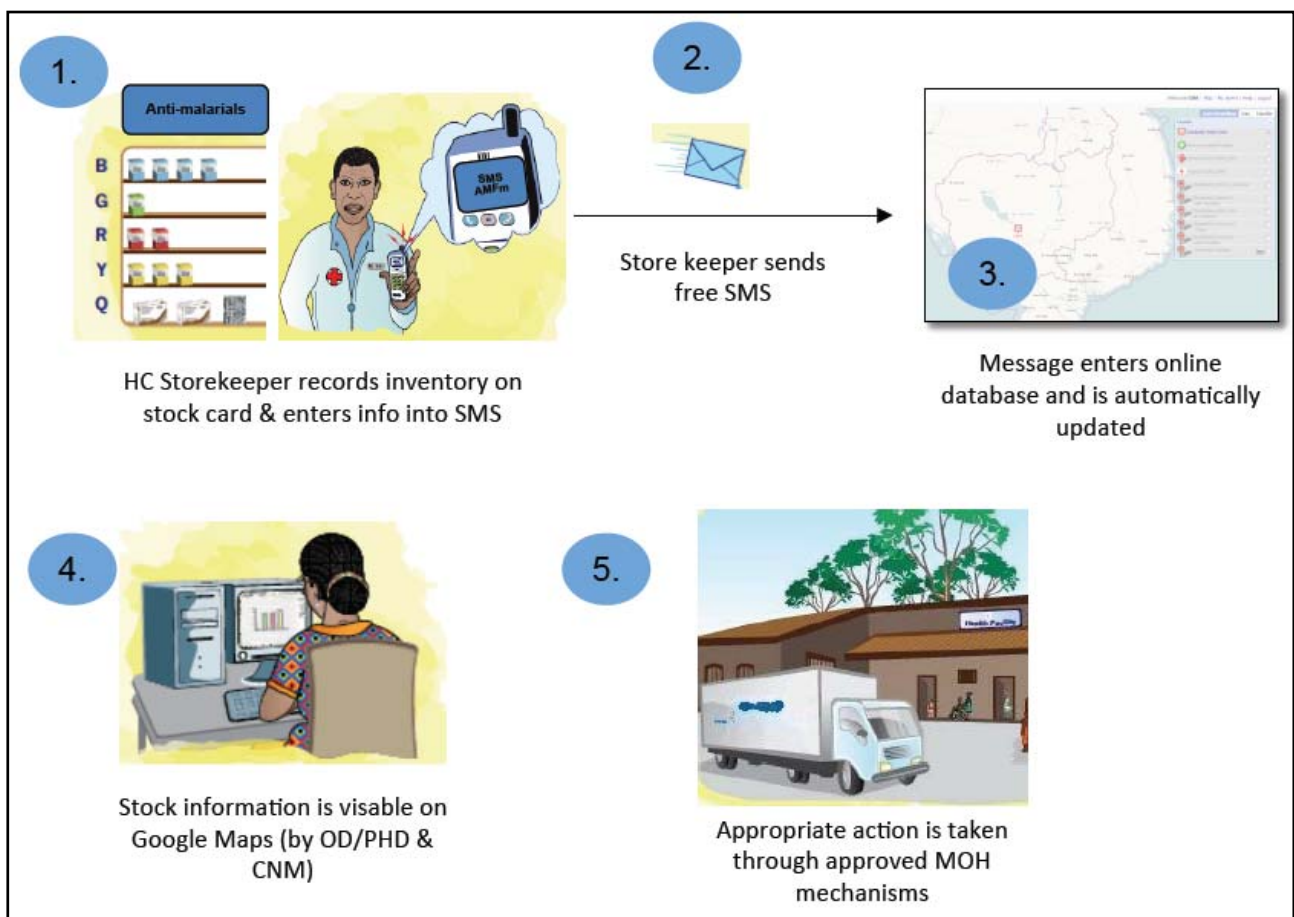 1.
Anti-malarials
B
G
R
Y
Q
SMS
AMFm
HC Storekeeper records inventory on
stock card & enters info into SMS
2.
Store keeper sends
free SMS
3.
Message enters online
database and is automatically
updated
4.
Stock information is visable on
Google Maps (by OD/PHD &
CNM)
5.
Health Facility
Appropriate action is taken
through approved MOH
mechanisms